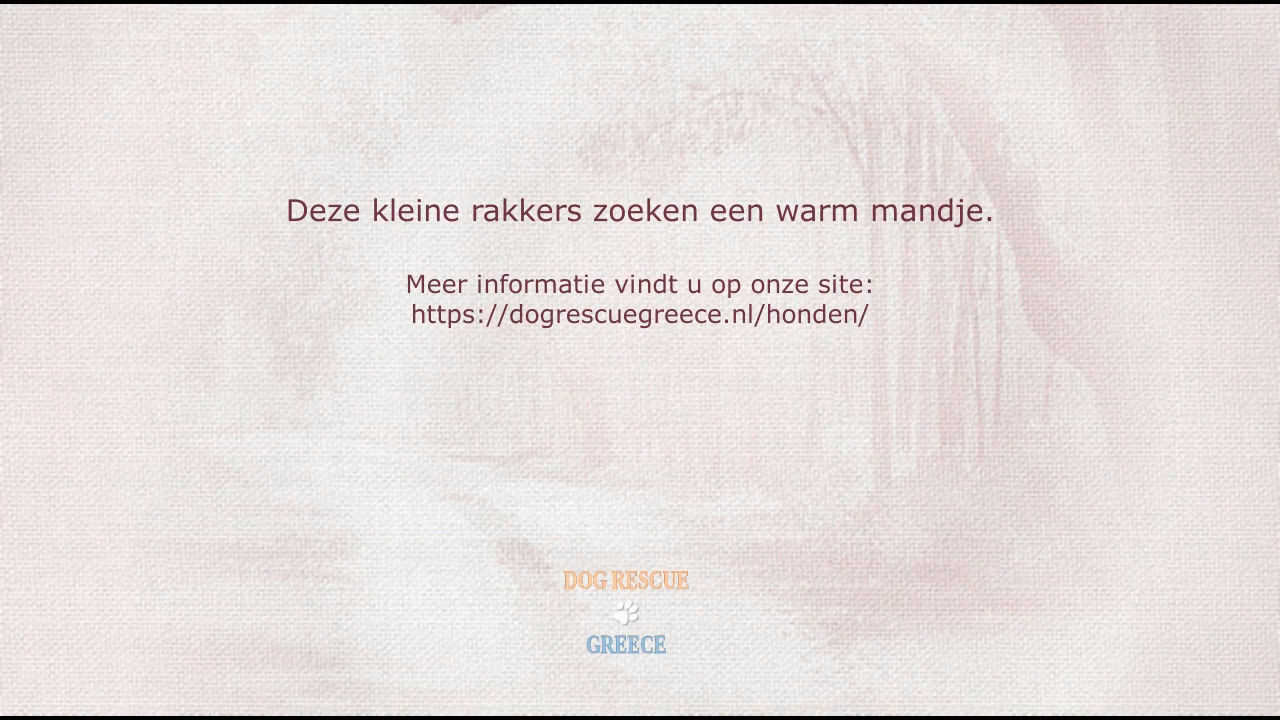 Deze kleine rakkers zoeken een warm mandje.
Meer informatie vindt u op onze site:
https://dogrescuegreece.nl/honden/
DOG RESCUE
GREECE